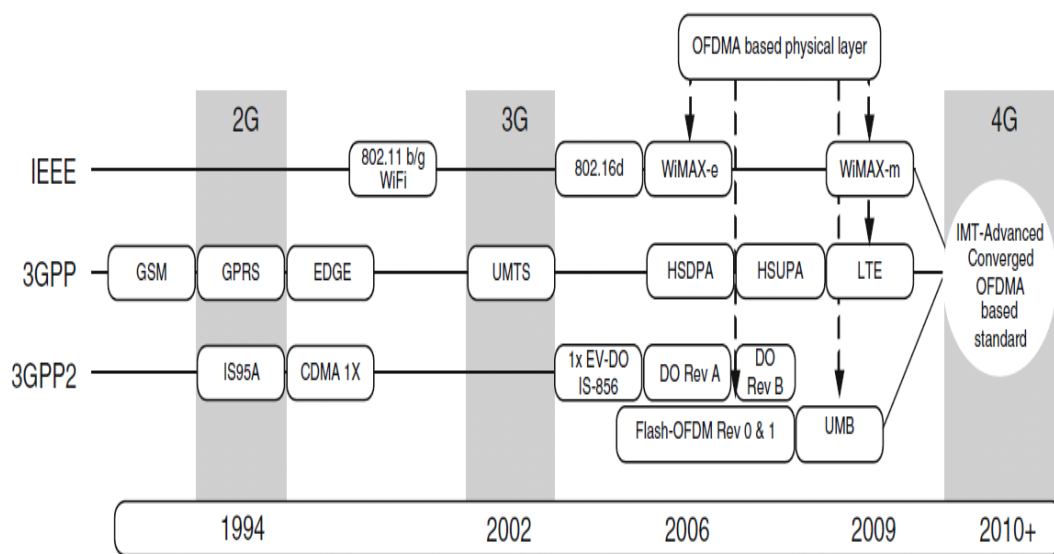 OFDMA based physical layer
2G
3G
4G
IEEE
802.11 b/g
WiFi
802.16d
WiMAX-e
WiMAX-m
3GPP
GSM
GPRS
EDGE
UMTS
HSDPA
HSUPA
LTE
IMT-Advanced
Converged
OFDMA
based
standard
3GPP2
IS95A
CDMA 1X
1x EV-DO
IS-856
DO Rev A
DO
Rev B
Flash-OFDM Rev 0 & 1
UMB
1994
2002
2006
2009
2010+